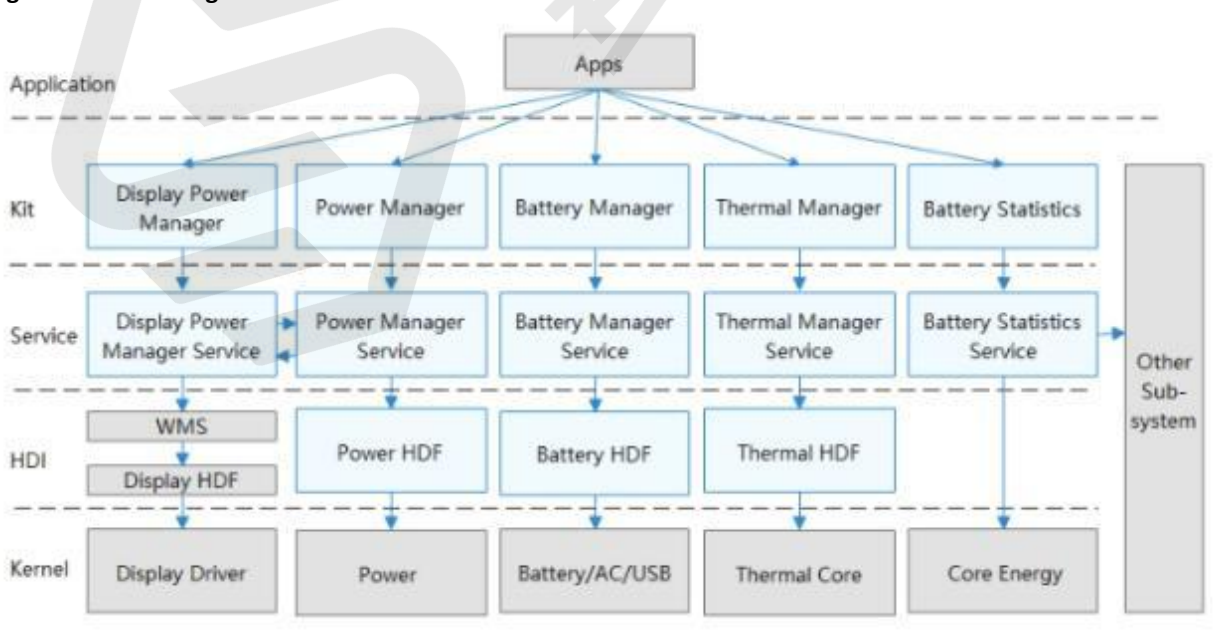 Apps
Application
Display Power
Manager
Kit
Power Manager
Battery Manager
Thermal Manager
Battery Statistics
Service
Display Power
Manager Service
Power Manager
Service
Battery Manager
Service
Thermal Manager
Service
Battery Statistics
Service
Other
Sub-
system
HDI
WMS
Display HDF
Power HDF
Battery HDF
Thermal HDF
Kernel
Display Driver
Power
Battery/AC/USB
Thermal Core
Core Energy